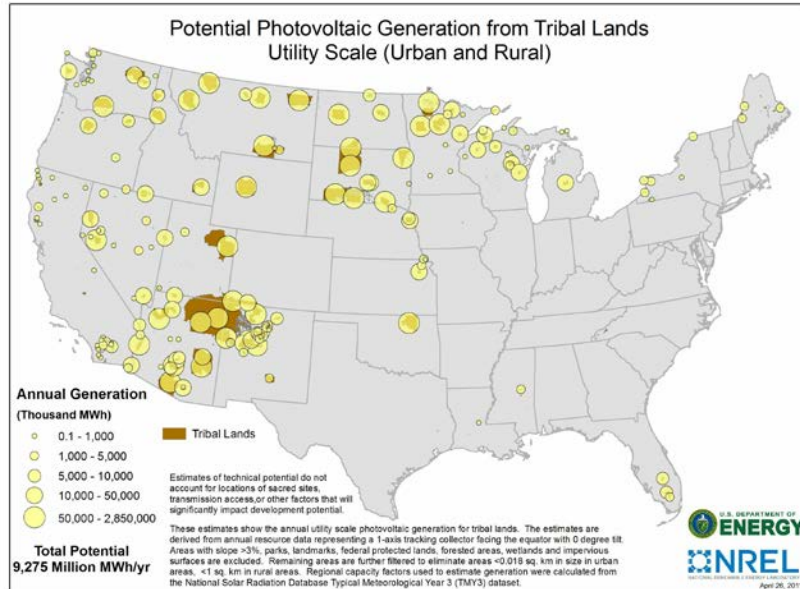 Potential Photovoltaic Generation from Tribal Lands
Utility Scale (Urban and Rural)
Annual Generation
(Thousand MWh)
0.1 - 1,000
1,000 - 5,000
5,000 - 10,000
10,000 - 50,000
50,000 - 2,850,000
Tribal Lands
Total Potential
9,275 Million MWh/yr
Estimates of technical potential do not
account for locations of sacred sites,
transmission access,or other factors that will
significantly impact development potential.
These estimates show the annual utility scale photovoltaic generation for tribal lands. The estimates are
derived from annual resource data representing a 1-axis tracking collector facing the equator with 0 degree tilt.
Areas with slope >3%, parks, landmarks, federal protected lands, forested areas, wetlands and impervious
surfaces are excluded. Remaining areas are further filtered to eliminate areas <0.018 sq. km in size in urban
areas, <1 sq. km in rural areas. Regional capacity factors used to estimate generation were calculated from
the National Solar Radiation Database Typical Meteorological Year 3 (TMY3) dataset.
U.S. DEPARTMENT OF
ENERGY
NREL
NATIONAL RENEWABLE ENERGY LABORATORY
April 26,